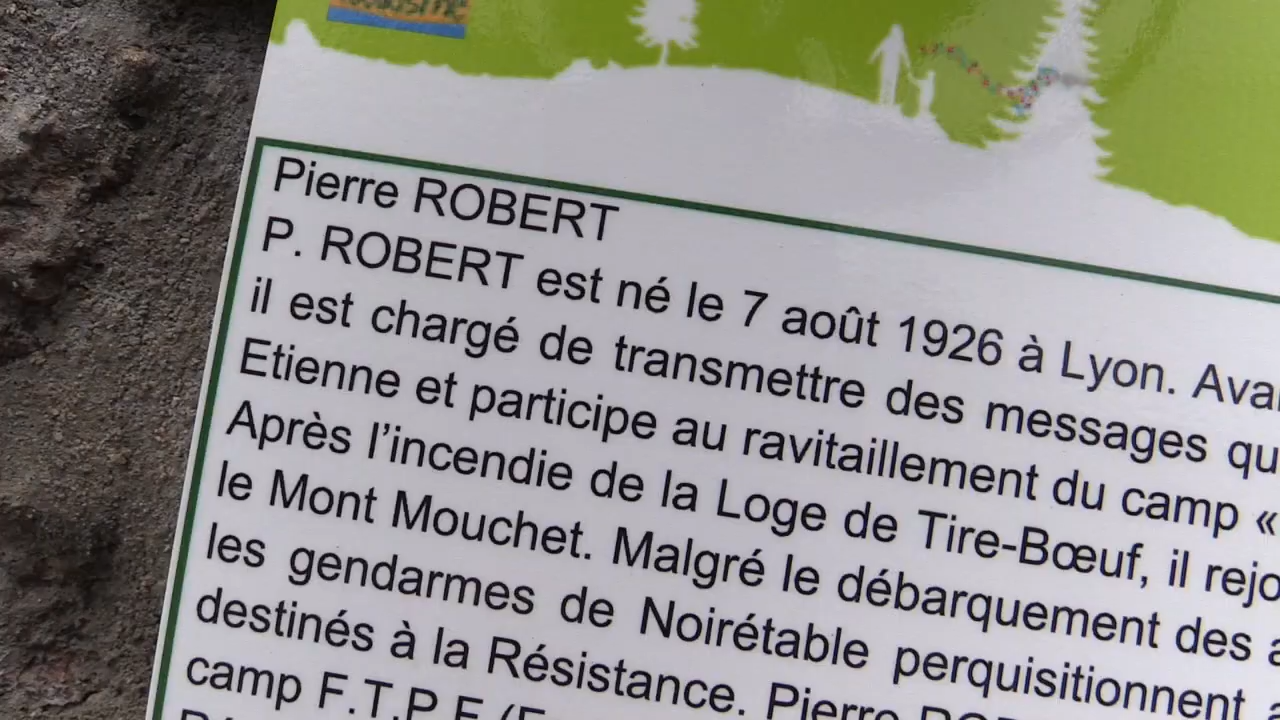 Pierre ROBERT
P. ROBERT est né le 7 août 1926 à Lyon.
il est chargé de transmettre des messages
Etienne et participe au ravitaillement du camp «
Après l’incendie de la Loge de Tire-Bœuf, il
le Mont Mouchet. Malgré le débarquement des
les gendarmes de Noirétable perquisitionnent
destinés à la Résistance. Pierre
camp